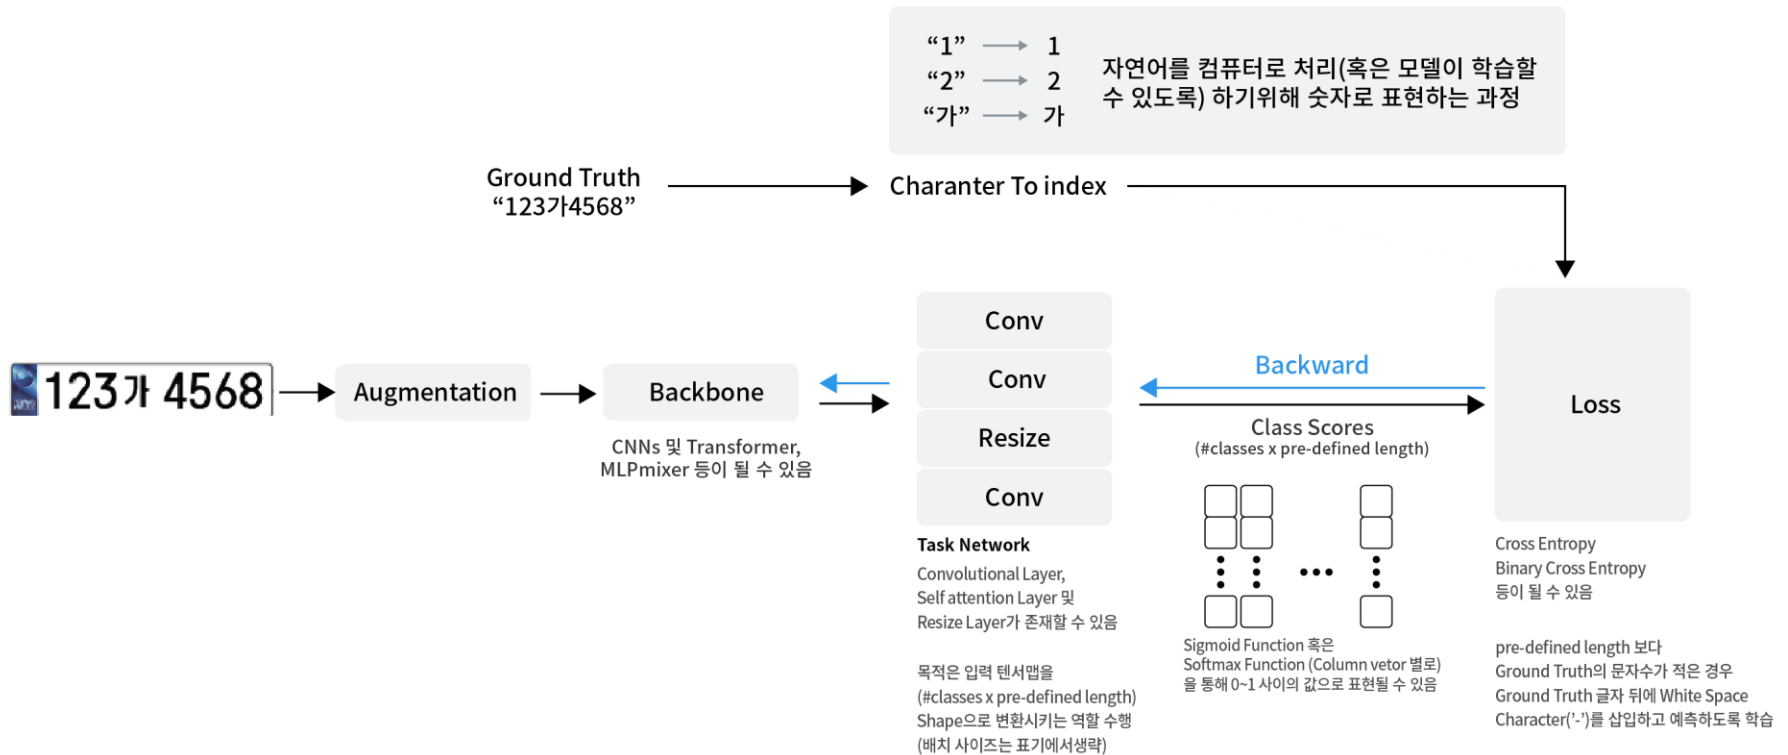 “1” → 1
“2” → 2
“가” → 가
자연어를 컴퓨터로 처리(혹은 모델이 학습할
수 있도록) 하기위해 숫자로 표현하는 과정
Ground Truth
“123가4568”
Charanter To index
123가 4568
Augmentation
Backbone
CNNs 및 Transformer,
MLPmixer 등이 될 수 있음
Conv
Conv
Resize
Conv
Task Network
Convolutional Layer,
Self attention Layer 및
Resize Layer가 존재할 수 있음
목적은 입력 텐서맵을
(#classes x pre-defined length)
Shape으로 변환시키는 역할 수행
(배치 사이즈는 표기에서생략)
Backward
Class Scores
(#classes x pre-defined length)
Sigmoid Function 혹은
Softmax Function (Column vetor 별로)
을 통해 0~1 사이의 값으로 표현될 수 있음
Loss
Cross Entropy
Binary Cross Entropy
등이 될 수 있음
pre-defined length 보다
Ground Truth의 문자수가 적은 경우
Ground Truth 글자 뒤에 White Space
Character(’-’)를 삽입하고 예측하도록 학습